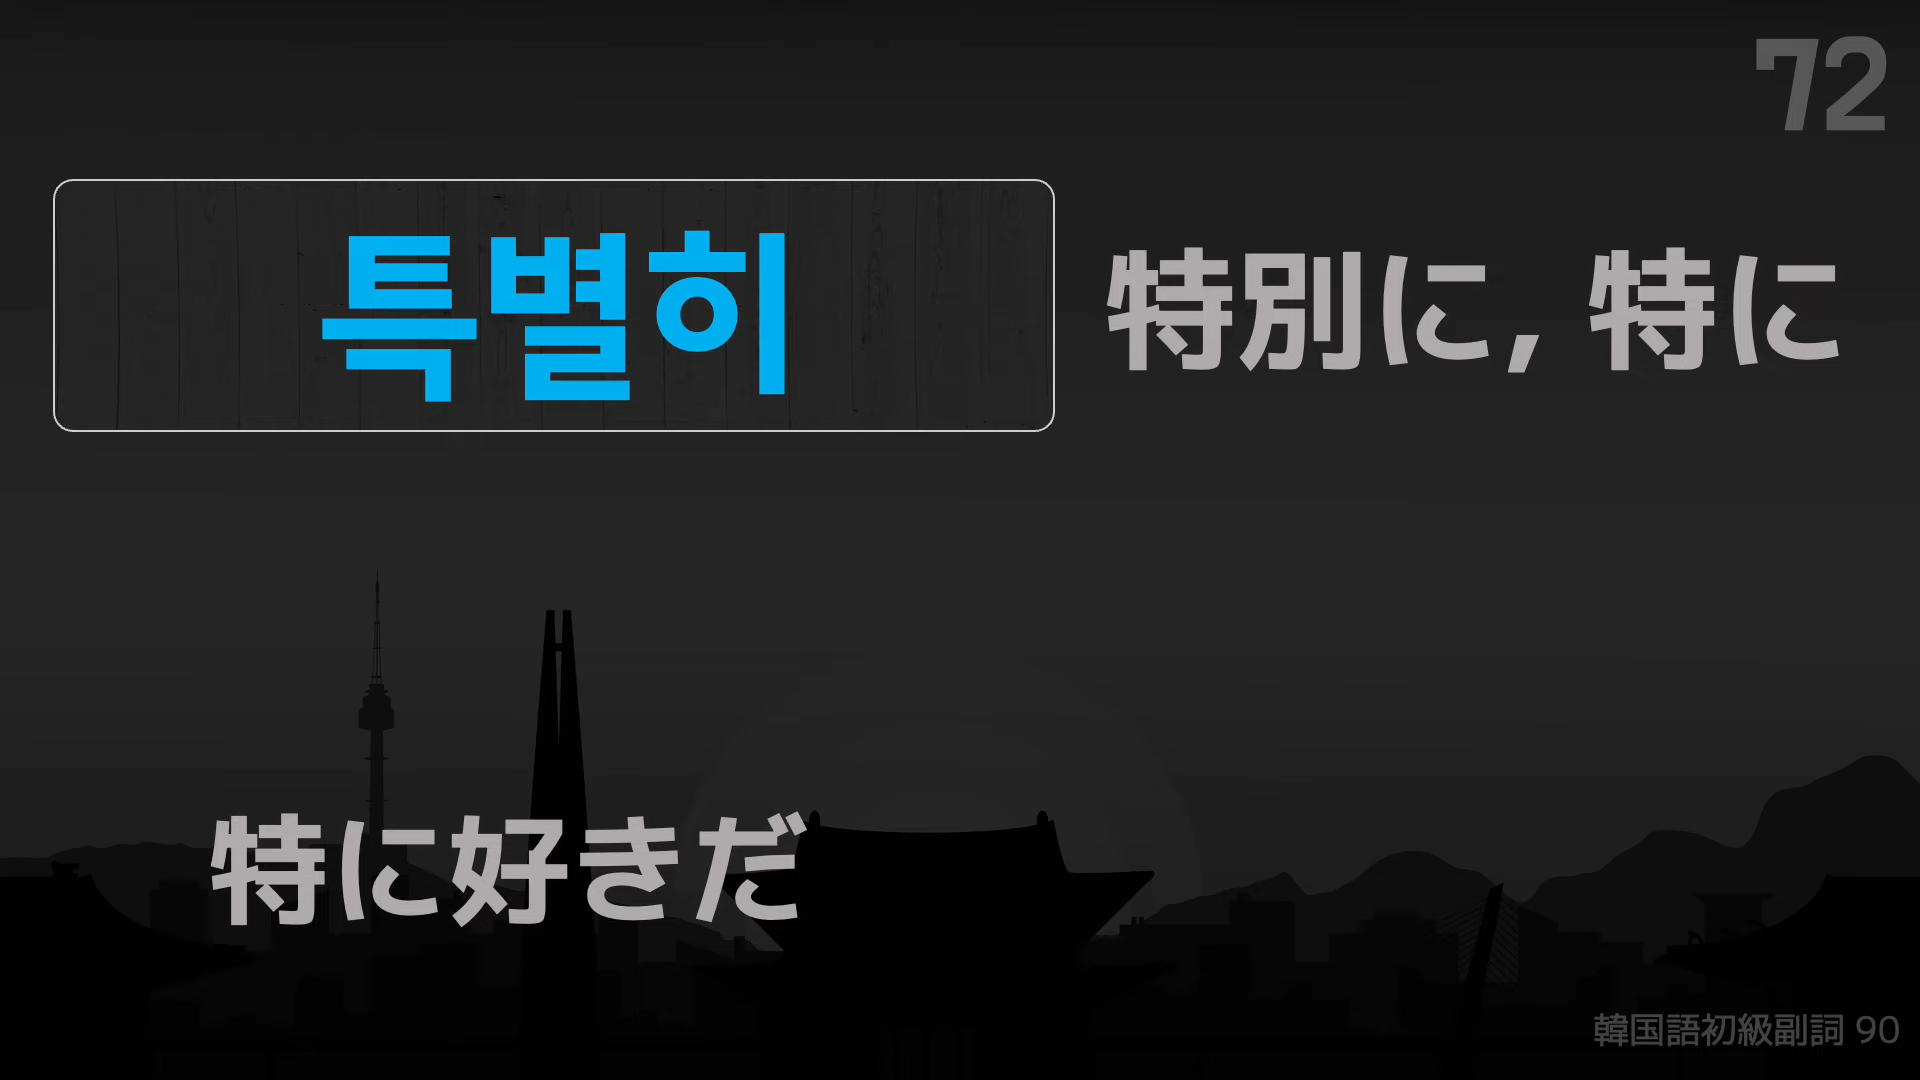 72
특별히
特別に, 特に
特に好きだ
韓国語初級副詞 90